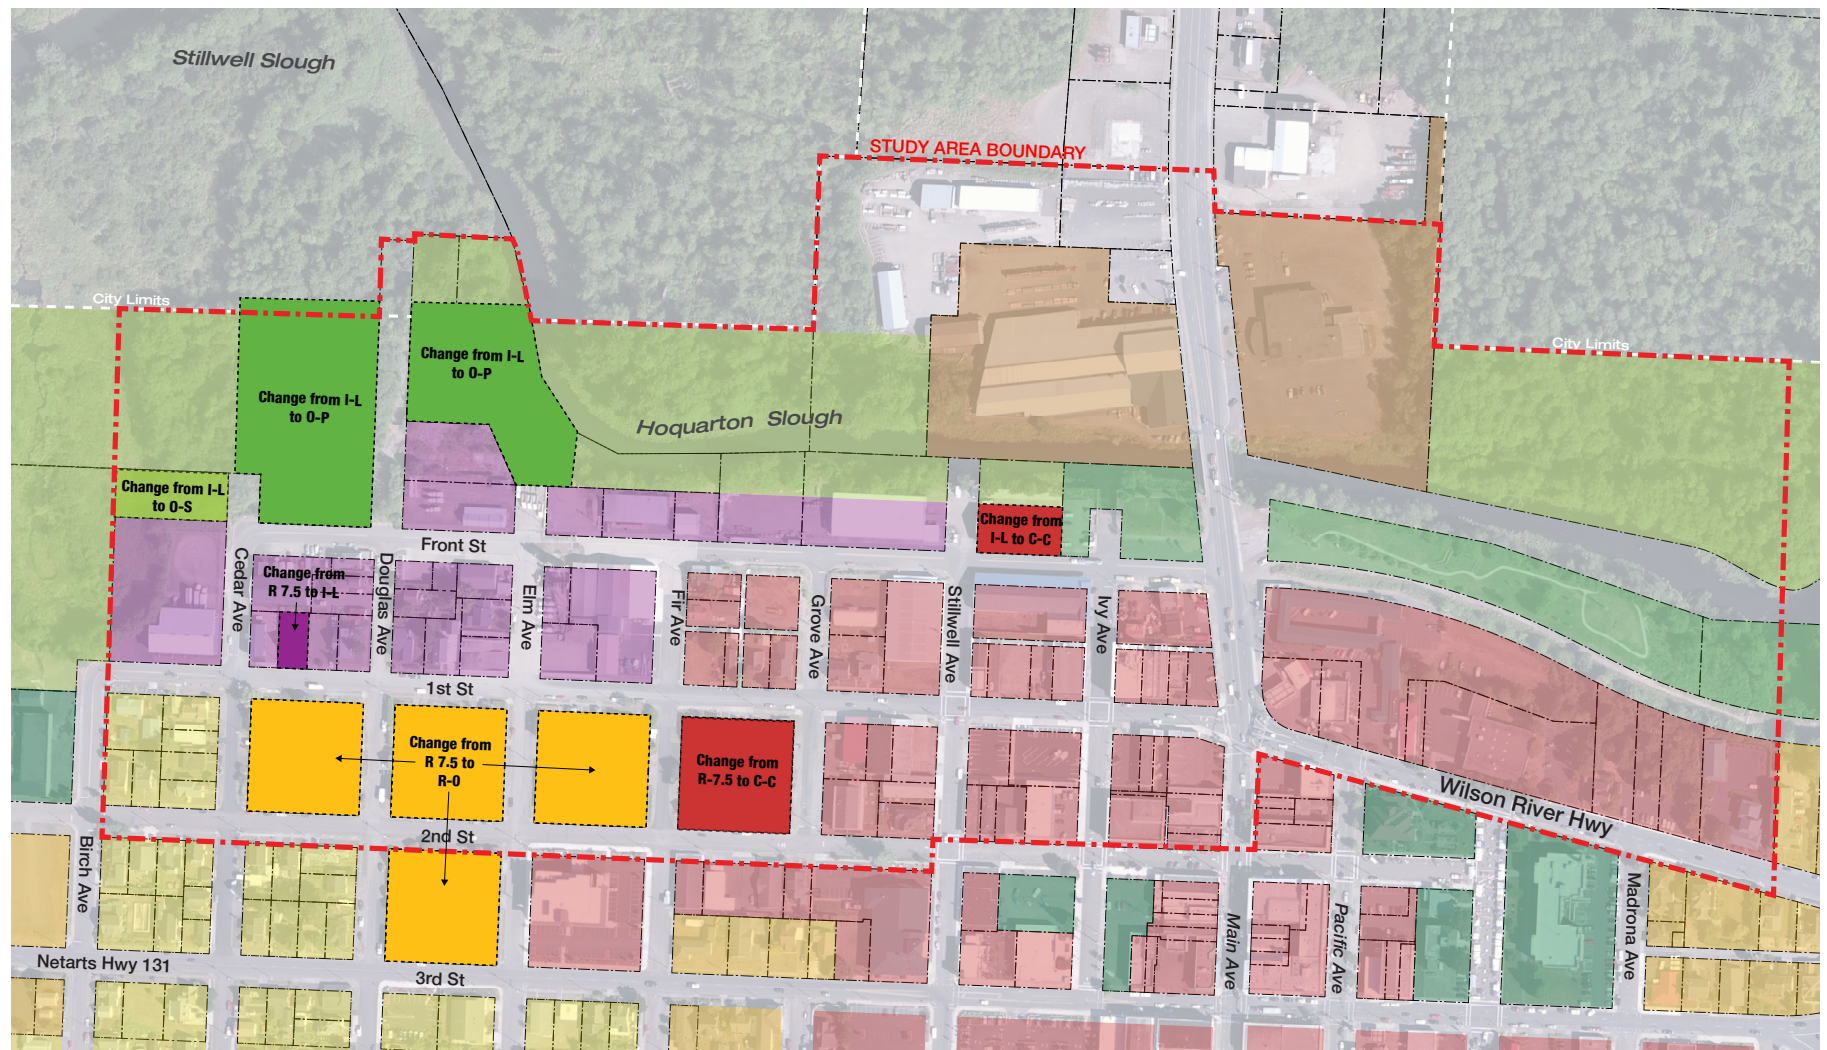 Stillwell Slough
STUDY AREA BOUNDARY
City Limits
City Limits
Change from I-L
to O-P
Change from I-L
to O-P
Hoquarton Slough
Change from I-L
to O-S
Change from
I-L to C-C
Front St
Cedar Ave
Change from
R 7.5 to I-L
Douglas Ave
Elm Ave
Fir Ave
Grove Ave
Stillwell Ave
Ivy Ave
1st St
Change from
R 7.5 to
R-O
Change from
R-7.5 to C-C
Wilson River Hwy
2nd St
Birch Ave
Main Ave
Pacific Ave
Madrona Ave
Netarts Hwy 131
3rd St